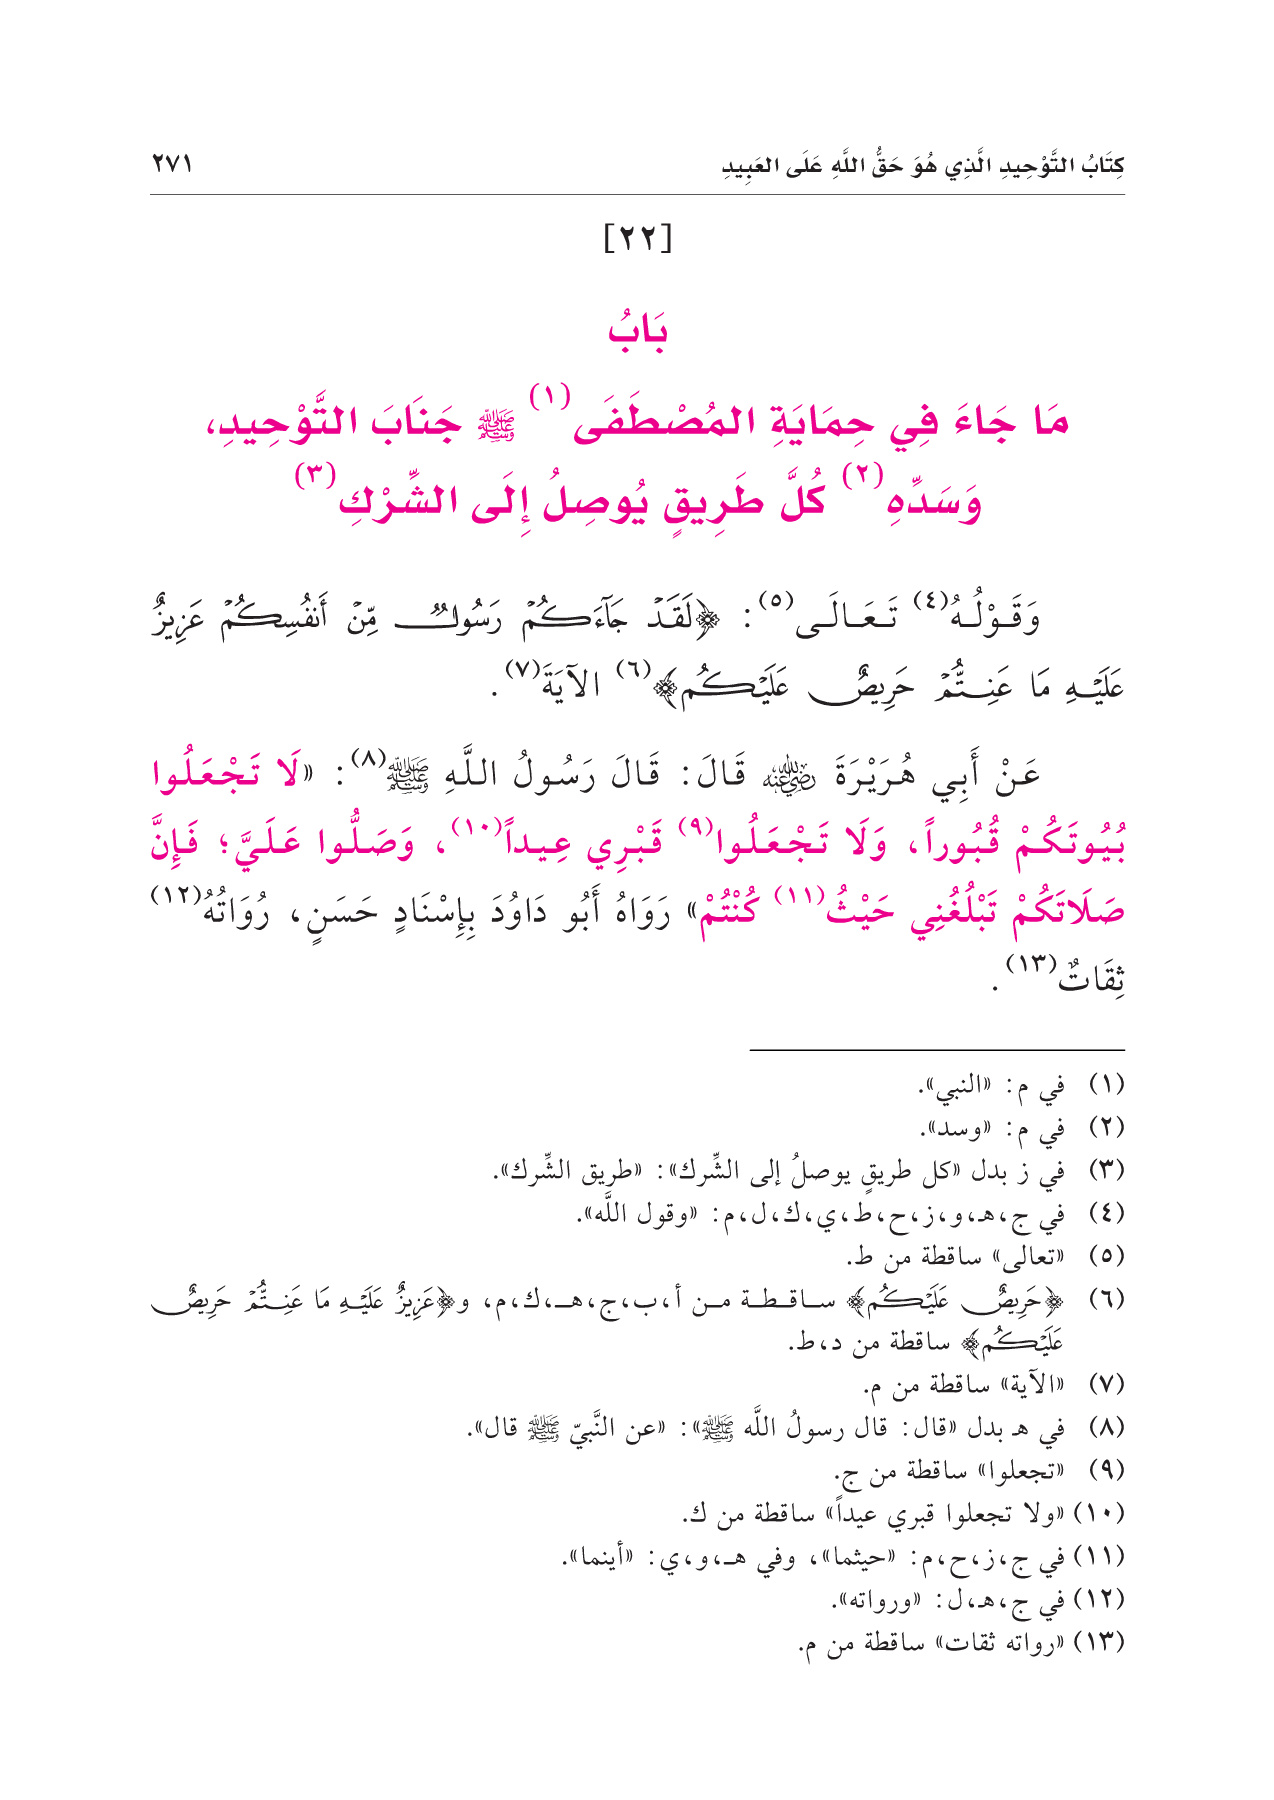 كِتَابُ التَّوْحِيدِ الَّذِي هُوَ حَقُّ اللَّهِ عَلَى العَبِيدِ ٢٧١
[٢٢]
بَابُ
مَا جَاءَ فِي حِمَايَةِ المُصْطَفَى(١) ﷺ جَنَابَ التَّوْحِيدِ،
وَسَدِّهِ(٢) كُلَّ طَرِيقٍ يُوصِلُ إِلَى الشِّرْكِ(٣)
وَقَوْلُهُ(٤) تَعَالَى(٥): ﴿لَقَدۡ جَآءَكُمۡ رَسُولٞ مِّنۡ أَنفُسِكُمۡ عَزِيزٌ
عَلَيۡهِ مَا عَنِتُّمۡ حَرِيصٌ عَلَيۡكُم﴾(٦) الآيَةَ(٧).
عَنْ أَبِي هُرَيْرَةَ رضي الله عنه قَالَ: قَالَ رَسُولُ اللَّهِ ﷺ(٨): «لَا تَجْعَلُوا
بُيُوتَكُمْ قُبُوراً، وَلَا تَجْعَلُوا(٩) قَبْرِي عِيداً(١٠)، وَصَلُّوا عَلَيَّ؛ فَإِنَّ
صَلَاتَكُمْ تَبْلُغُنِي حَيْثُ(١١) كُنْتُمْ» رَوَاهُ أَبُو دَاوُدَ بِإِسْنَادٍ حَسَنٍ، رُوَاتُهُ(١٢)
ثِقَاتٌ(١٣).
(١) في م: «النبي».
(٢) في م: «وسد».
(٣) في ز بدل «كل طريقٍ يوصلُ إلى الشِّرك»: «طريق الشِّرك».
(٤) في ج،هـ،و،ز،ح،ط،ي،ك،ل،م: «وقول اللَّه».
(٥) «تعالى» ساقطة من ط.
(٦) ﴿حَرِيصٌ عَلَيۡكُم﴾ ساقطة من أ،ب،ج،هـ،ك،م، و﴿عَزِيزٌ عَلَيۡهِ مَا عَنِتُّمۡ حَرِيصٌ
عَلَيۡكُم﴾ ساقطة من د،ط.
(٧) «الآية» ساقطة من م.
(٨) في هـ بدل «قال: قال رسولُ اللَّه ﷺ»: «عن النَّبيّ ﷺ قال».
(٩) «تجعلوا» ساقطة من ج.
(١٠) «ولا تجعلوا قبري عيداً» ساقطة من ك.
(١١) في ج،ز،ح،م: «حيثما»، وفي هـ،و،ي: «أينما».
(١٢) في ج،هـ،ل: «ورواته».
(١٣) «رواته ثقات» ساقطة من م.